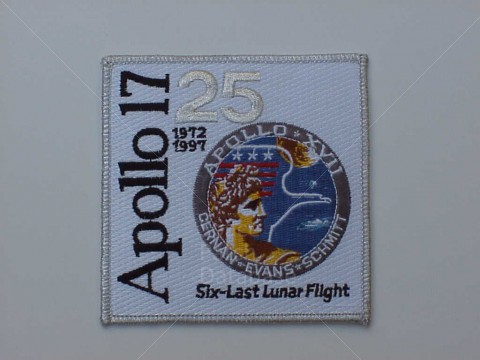 Apollo 17
25
1972
1997
APOLLO XVII
CERNAN EVANS SCHMITT
Six-Last Lunar Flight